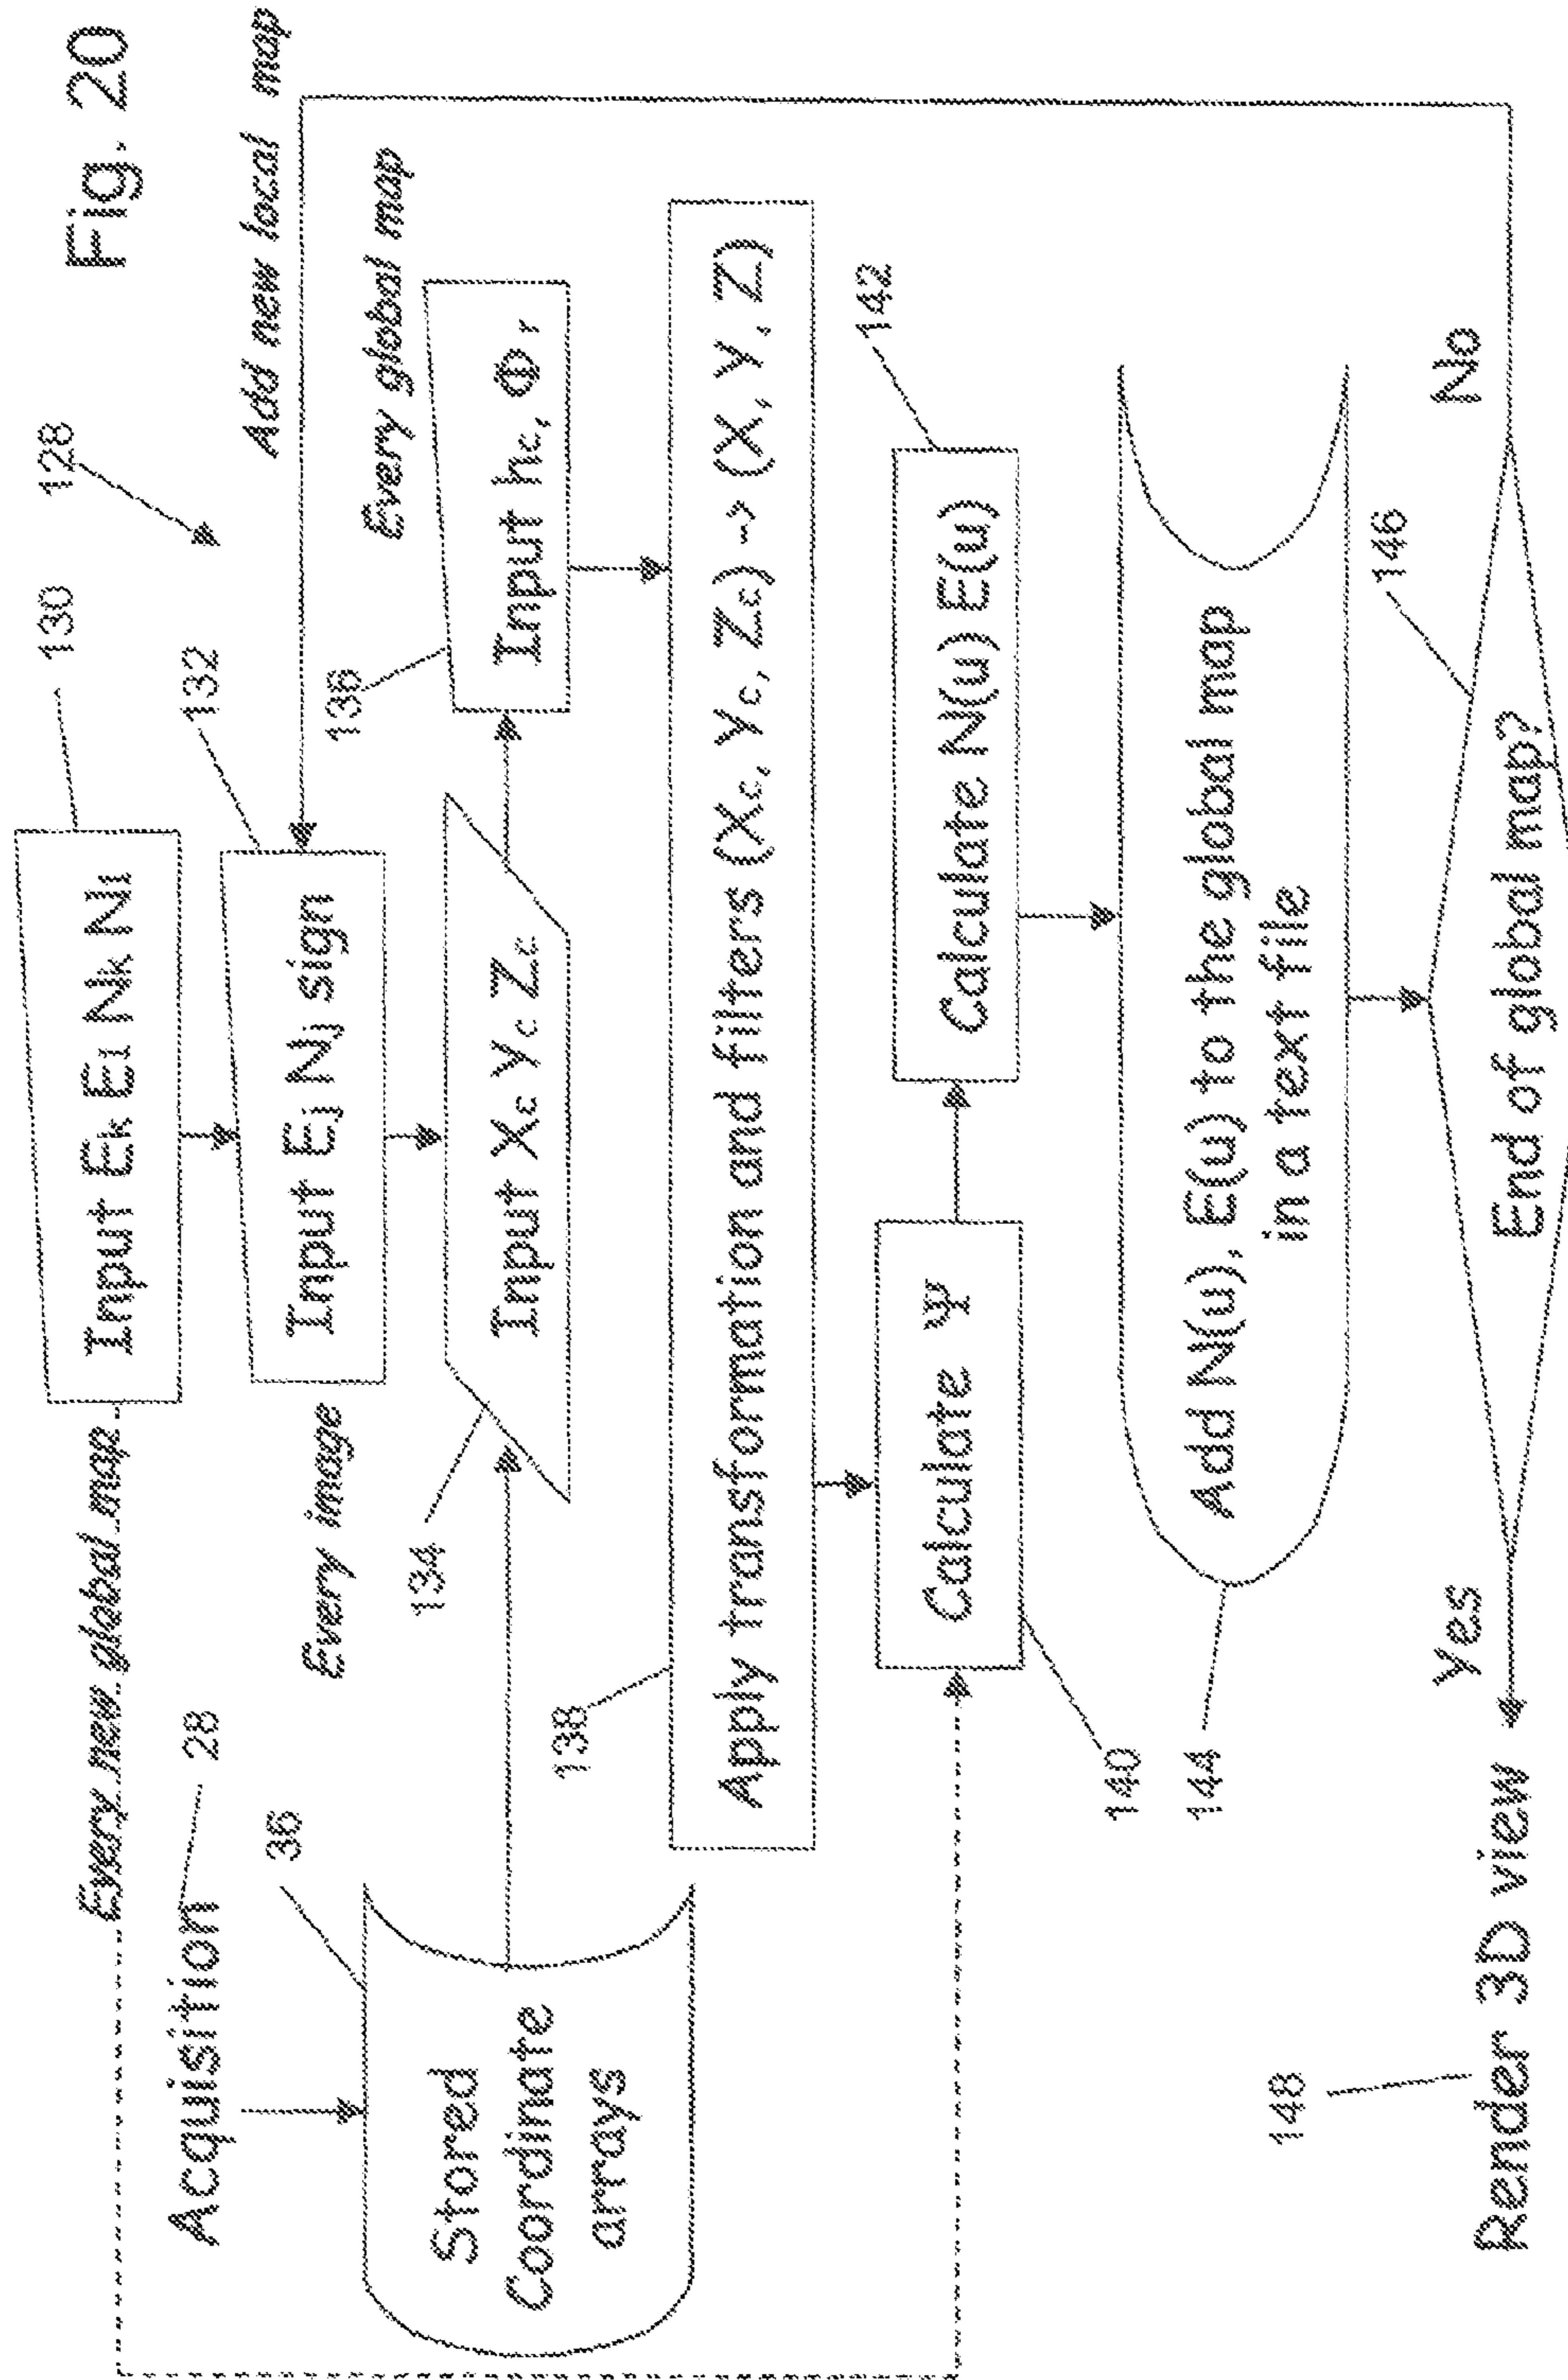 Fig. 20
128
130
Every new global map
Input Ek El Nk Nl
Add new local map
Acquisition
28
132
Input Ej Nj sign
Every image
Every global map
36
134
136
Stored
Coordinate
arrays
Input Xc Yc Zc
Input hc, Φr
138
Apply transformation and filters (Xc, Yc, Zc) --> (X, Y, Z)
142
Calculate Ψ
Calculate N(u) E(u)
140
144
Add N(u), E(u) to the global map
in a text file
146
Yes
No
148
Render 3D view
End of global map?